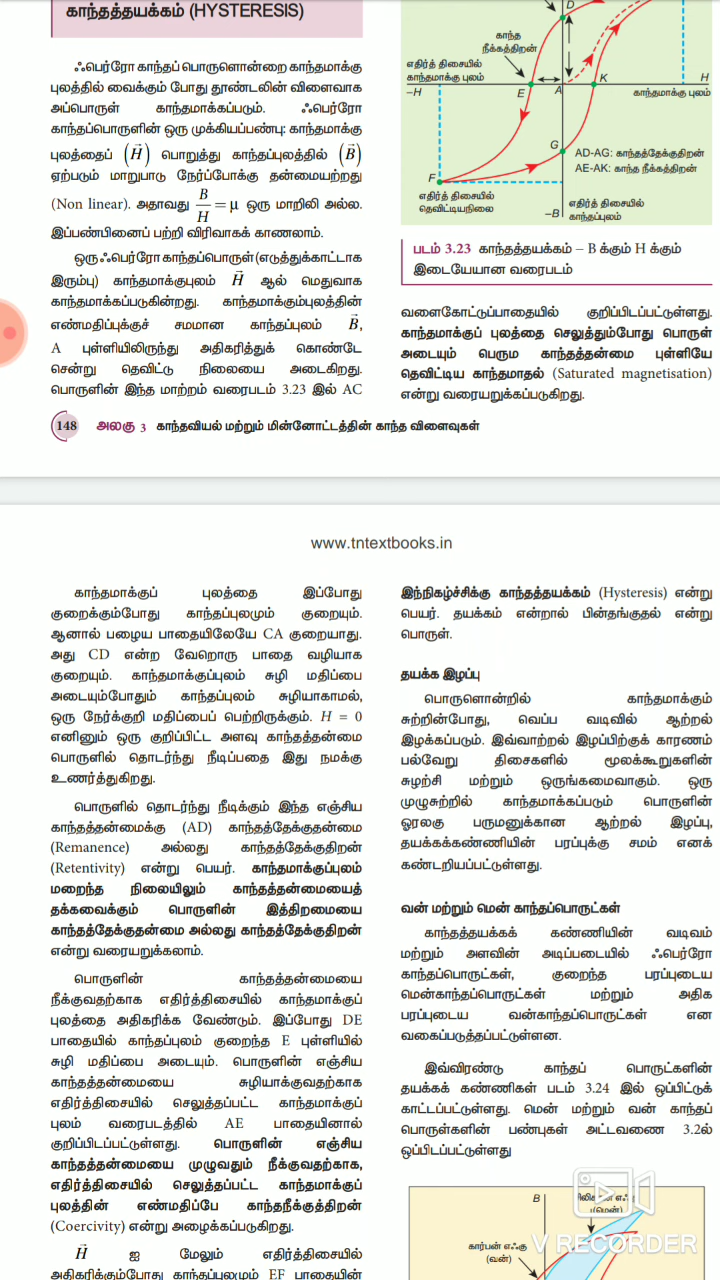 காந்தத்தயக்கம் (HYSTERESIS)
ஃபெர்ரோ காந்தப் பொருளொன்றை காந்தமாக்கு
புலத்தில் வைக்கும் போது தூண்டலின் விளைவாக
அப்பொருள் காந்தமாக்கப்படும். ஃபெர்ரோ
காந்தப்பொருளின் ஒரு முக்கியப்பண்பு: காந்தமாக்கு
புலத்தைப் (H⃗) பொறுத்து காந்தப்புலத்தில் (B⃗)
ஏற்படும் மாறுபாடு நேர்ப்போக்கு தன்மையற்றது
(Non linear). அதாவது B/H = μ ஒரு மாறிலி அல்ல.
இப்பண்பினைப் பற்றி விரிவாகக் காணலாம்.
ஒரு ஃபெர்ரோ காந்தப்பொருள் (எடுத்துக்காட்டாக
இரும்பு) காந்தமாக்குபுலம் H⃗ ஆல் மெதுவாக
காந்தமாக்கப்படுகின்றது. காந்தமாக்கும்புலத்தின்
எண்மதிப்புக்குச் சமமான காந்தப்புலம் B⃗,
A புள்ளியிலிருந்து அதிகரித்துக் கொண்டே
சென்று தெவிட்டு நிலையை அடைகிறது.
பொருளின் இந்த மாற்றம் வரைபடம் 3.23 இல் AC
D
காந்த
நீக்கத்திறன்
எதிர்த் திசையில்
காந்தமாக்கு புலம்
–H
E
A
K
H
காந்தமாக்கு புலம்
G
AD-AG: காந்தத்தேக்குதிறன்
AE-AK: காந்த நீக்கத்திறன்
F
எதிர்த் திசையில்
தெவிட்டியநிலை
–B
எதிர்த் திசையில்
காந்தப்புலம்
படம் 3.23 காந்தத்தயக்கம் – B க்கும் H க்கும்
இடையேயான வரைபடம்
வளைகோட்டுப்பாதையில் குறிப்பிடப்பட்டுள்ளது.
காந்தமாக்குப் புலத்தை செலுத்தும்போது பொருள்
அடையும் பெரும காந்தத்தன்மை புள்ளியே
தெவிட்டிய காந்தமாதல் (Saturated magnetisation)
என்று வரையறுக்கப்படுகிறது.
148 அலகு 3 காந்தவியல் மற்றும் மின்னோட்டத்தின் காந்த விளைவுகள்
www.tntextbooks.in
காந்தமாக்குப் புலத்தை இப்போது
குறைக்கும்போது காந்தப்புலமும் குறையும்.
ஆனால் பழைய பாதையிலேயே CA குறையாது.
அது CD என்ற வேறொரு பாதை வழியாக
குறையும். காந்தமாக்குப்புலம் சுழி மதிப்பை
அடையும்போதும் காந்தப்புலம் சுழியாகாமல்,
ஒரு நேர்க்குறி மதிப்பைப் பெற்றிருக்கும். H = 0
எனினும் ஒரு குறிப்பிட்ட அளவு காந்தத்தன்மை
பொருளில் தொடர்ந்து நீடிப்பதை இது நமக்கு
உணர்த்துகிறது.
பொருளில் தொடர்ந்து நீடிக்கும் இந்த எஞ்சிய
காந்தத்தன்மைக்கு (AD) காந்தத்தேக்குதன்மை
(Remanence) அல்லது காந்தத்தேக்குதிறன்
(Retentivity) என்று பெயர். காந்தமாக்குப்புலம்
மறைந்த நிலையிலும் காந்தத்தன்மையைத்
தக்கவைக்கும் பொருளின் இத்திறமையை
காந்தத்தேக்குதன்மை அல்லது காந்தத்தேக்குதிறன்
என்று வரையறுக்கலாம்.
பொருளின் காந்தத்தன்மையை
நீக்குவதற்காக எதிர்த்திசையில் காந்தமாக்குப்
புலத்தை அதிகரிக்க வேண்டும். இப்போது DE
பாதையில் காந்தப்புலம் குறைந்த E புள்ளியில்
சுழி மதிப்பை அடையும். பொருளின் எஞ்சிய
காந்தத்தன்மையை சுழியாக்குவதற்காக
எதிர்த்திசையில் செலுத்தப்பட்ட காந்தமாக்குப்
புலம் வரைபடத்தில் AE பாதையினால்
குறிப்பிடப்பட்டுள்ளது. பொருளின் எஞ்சிய
காந்தத்தன்மையை முழுவதும் நீக்குவதற்காக,
எதிர்த்திசையில் செலுத்தப்பட்ட காந்தமாக்குப்
புலத்தின் எண்மதிப்பே காந்தநீக்குத்திறன்
(Coercivity) என்று அழைக்கப்படுகிறது.
H⃗ ஐ மேலும் எதிர்த்திசையில்
அதிகரிக்கும்போது காந்தப்புலமும் EF பாதையின்
இந்நிகழ்ச்சிக்கு காந்தத்தயக்கம் (Hysteresis) என்று
பெயர். தயக்கம் என்றால் பின்தங்குதல் என்று
பொருள்.
தயக்க இழப்பு
பொருளொன்றில் காந்தமாக்கும்
சுற்றின்போது, வெப்ப வடிவில் ஆற்றல்
இழக்கப்படும். இவ்வாற்றல் இழப்பிற்குக் காரணம்
பல்வேறு திசைகளில் மூலக்கூறுகளின்
சுழற்சி மற்றும் ஒருங்கமைவாகும். ஒரு
முழுசுற்றில் காந்தமாக்கப்படும் பொருளின்
ஓரலகு பருமனுக்கான ஆற்றல் இழப்பு,
தயக்கக்கண்ணியின் பரப்புக்கு சமம் எனக்
கண்டறியப்பட்டுள்ளது.
வன் மற்றும் மென் காந்தப்பொருட்கள்
காந்தத்தயக்கக் கண்ணியின் வடிவம்
மற்றும் அளவின் அடிப்படையில் ஃபெர்ரோ
காந்தப்பொருட்கள், குறைந்த பரப்புடைய
மென்காந்தப்பொருட்கள் மற்றும் அதிக
பரப்புடைய வன்காந்தப்பொருட்கள் என
வகைப்படுத்தப்பட்டுள்ளன.
இவ்விரண்டு காந்தப் பொருட்களின்
தயக்கக் கண்ணிகள் படம் 3.24 இல் ஒப்பிட்டுக்
காட்டப்பட்டுள்ளது. மென் மற்றும் வன் காந்தப்
பொருள்களின் பண்புகள் அட்டவணை 3.2ல்
ஒப்பிடப்பட்டுள்ளது
B
(மென்)
கார்பன் எஃகு
(வன்)
V RECORDER